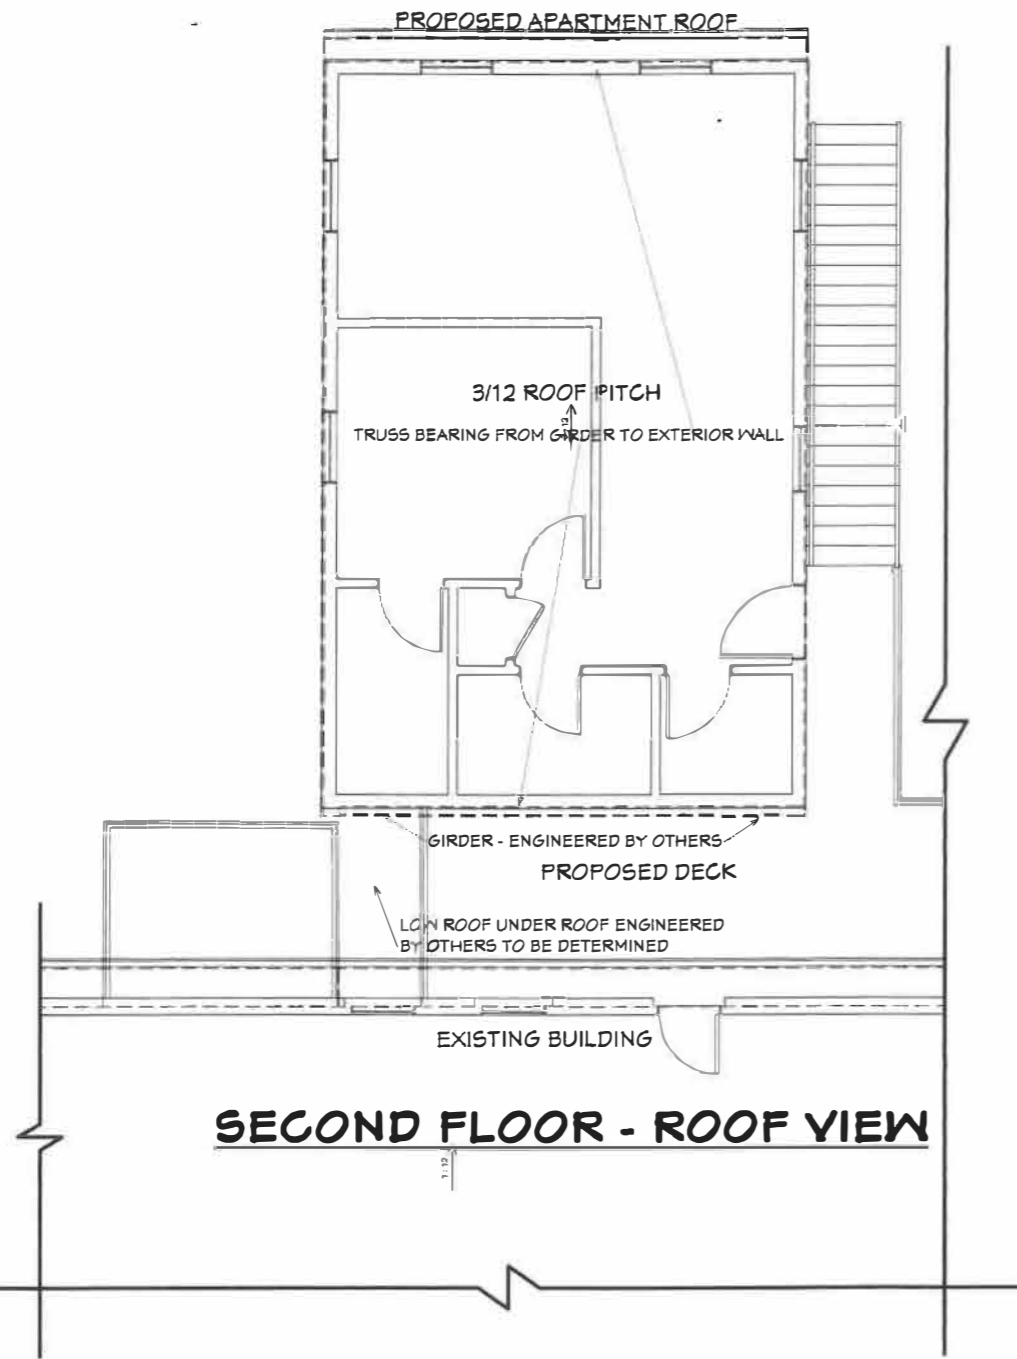 PROPOSED APARTMENT ROOF
3/12 ROOF PITCH
TRUSS BEARING FROM GIRDER TO EXTERIOR WALL
GIRDER - ENGINEERED BY OTHERS
PROPOSED DECK
LOW ROOF UNDER ROOF ENGINEERED
BY OTHERS TO BE DETERMINED
EXISTING BUILDING
SECOND FLOOR - ROOF VIEW